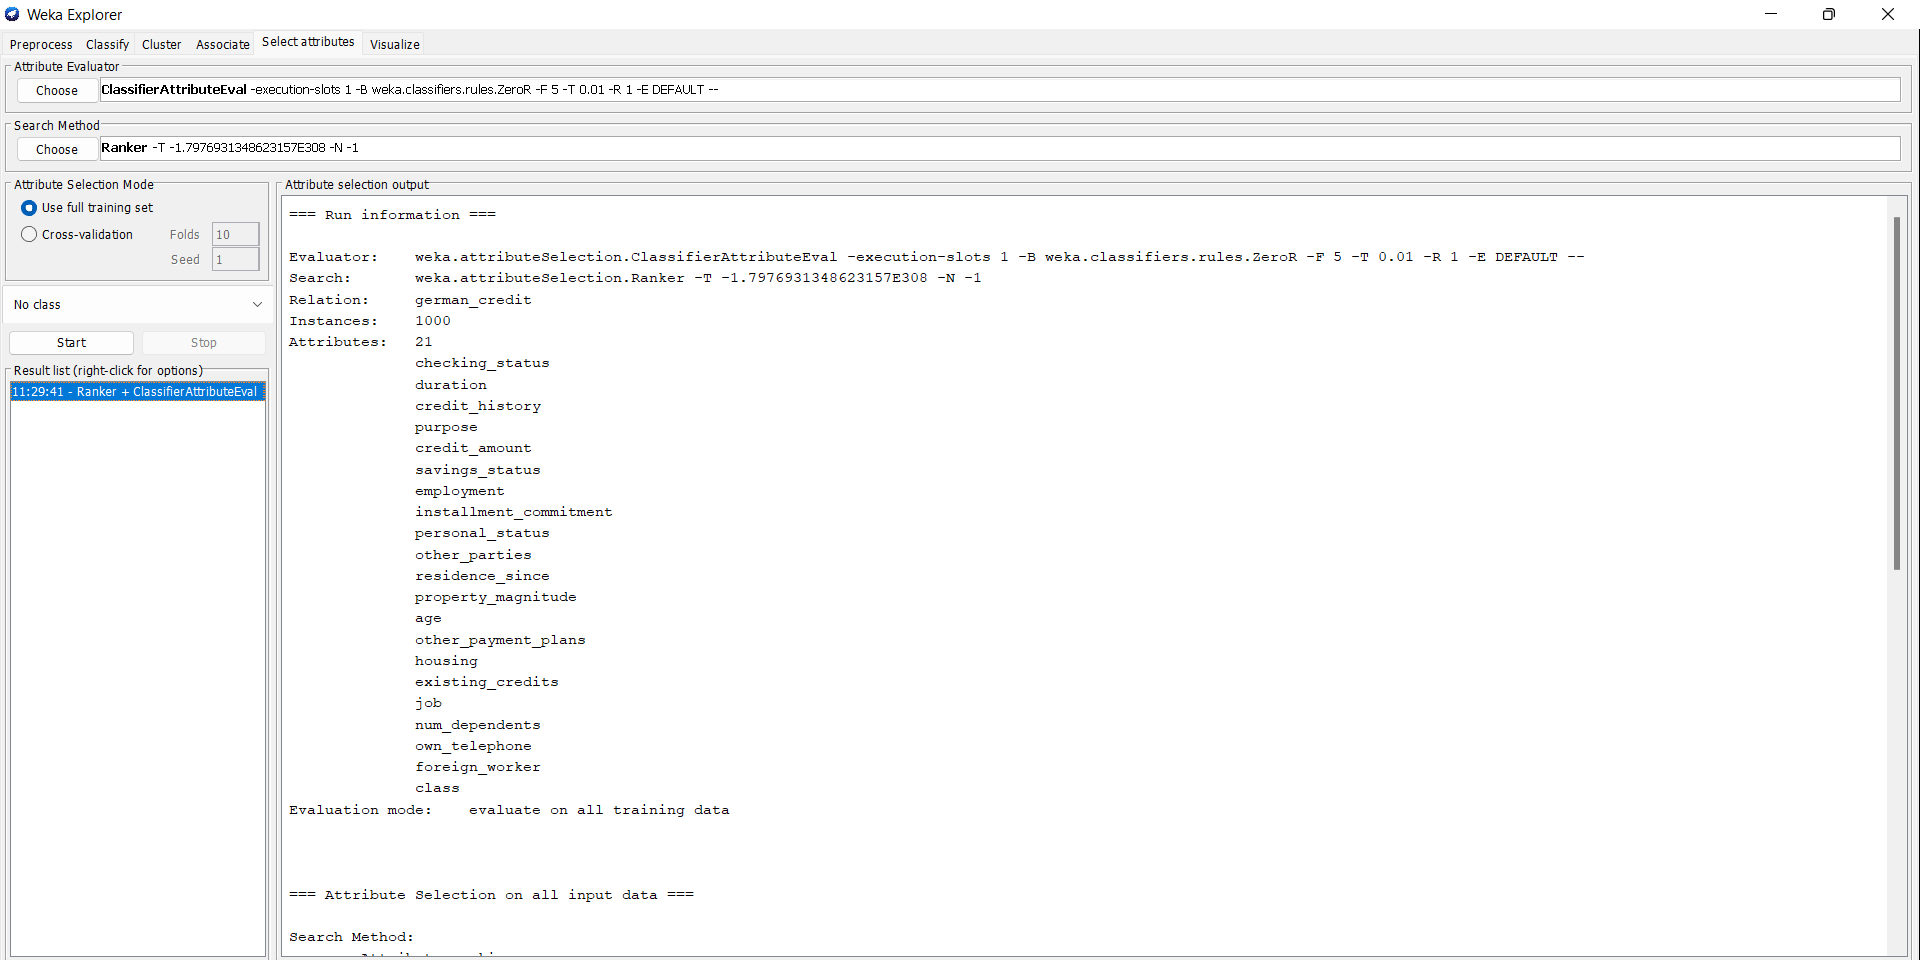 Weka Explorer
Preprocess Classify Cluster Associate Select attributes Visualize
Attribute Evaluator
Choose ClassifierAttributeEval -execution-slots 1 -B weka.classifiers.rules.ZeroR -F 5 -T 0.01 -R 1 -E DEFAULT --
Search Method
Choose Ranker -T -1.7976931348623157E308 -N -1
Attribute Selection Mode
Use full training set
Cross-validation Folds 10
Seed 1
No class
Start Stop
Result list (right-click for options)
11:29:41 - Ranker + ClassifierAttributeEval
Attribute selection output
=== Run information ===
Evaluator: weka.attributeSelection.ClassifierAttributeEval -execution-slots 1 -B weka.classifiers.rules.ZeroR -F 5 -T 0.01 -R 1 -E DEFAULT --
Search: weka.attributeSelection.Ranker -T -1.7976931348623157E308 -N -1
Relation: german_credit
Instances: 1000
Attributes: 21
checking_status
duration
credit_history
purpose
credit_amount
savings_status
employment
installment_commitment
personal_status
other_parties
residence_since
property_magnitude
age
other_payment_plans
housing
existing_credits
job
num_dependents
own_telephone
foreign_worker
class
Evaluation mode: evaluate on all training data
=== Attribute Selection on all input data ===
Search Method: